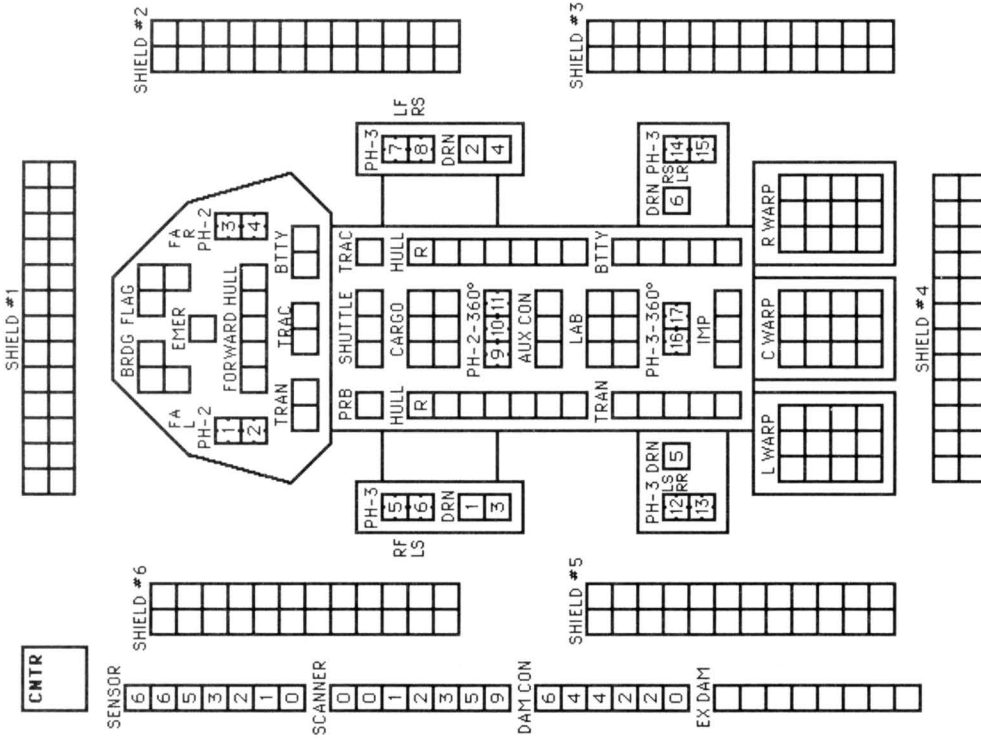 CNTR
SHIELD #1
SHIELD #2
SHIELD #3
SHIELD #4
SHIELD #5
SHIELD #6
SENSOR
6 6 5 3 2 1 0
SCANNER
0 0 1 2 3 5 9
DAM CON
6 4 4 2 2 0
EX DAM
BRDG FLAG
EMER
FA
L
PH-2
1
2
FA
R
PH-2
3
4
FORWARD HULL
TRAN
TRAC
BTTY
PH-3
5
6
RF
LS
DRN
1
3
PH-3
7
8
LF
RS
DRN
2
4
PRB
SHUTTLE
TRAC
HULL
R
CARGO
HULL
R
PH-2-360°
9 10 11
AUX CON
LAB
TRAN
BTTY
PH-3-360°
16 17
IMP
PH-3 DRN
LS
RR
12
13
5
DRN PH-3
RS
LR
6
14
15
L WARP
C WARP
R WARP